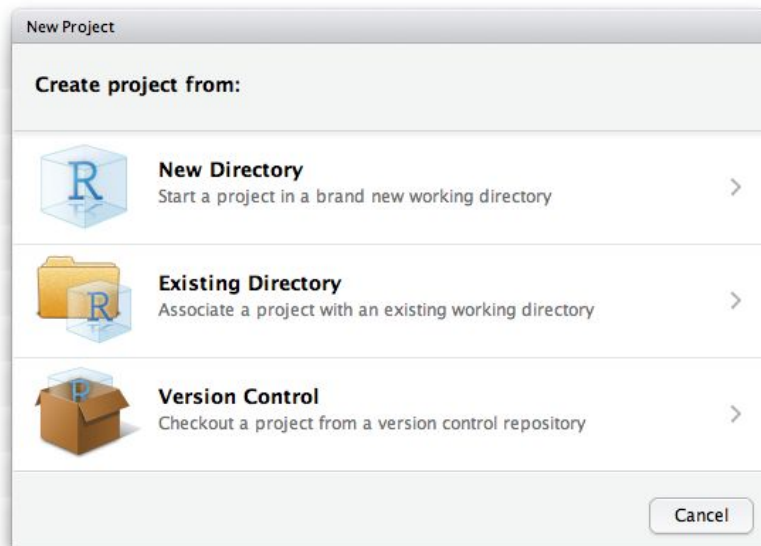 New Project
Create project from:
R
New Directory
Start a project in a brand new working directory
R
Existing Directory
Associate a project with an existing working directory
R
Version Control
Checkout a project from a version control repository
Cancel